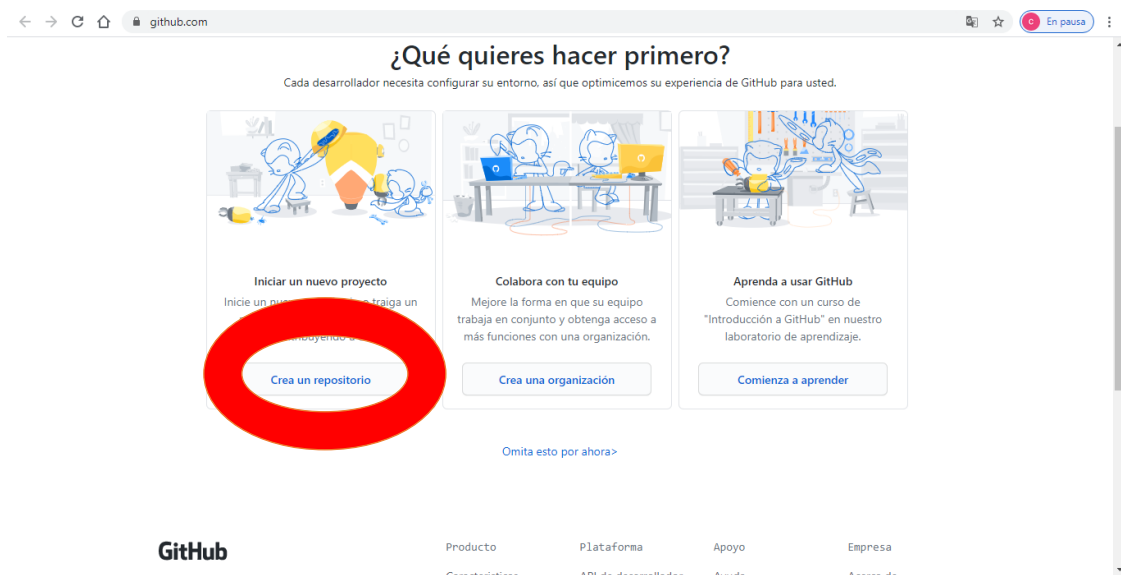 github.com
En pausa
¿Qué quieres hacer primero?
Cada desarrollador necesita configurar su entorno, así que optimicemos su experiencia de GitHub para usted.
Iniciar un nuevo proyecto
Inicie un traiga un
Crea un repositorio
Colabora con tu equipo
Mejore la forma en que su equipo
trabaja en conjunto y obtenga acceso a
más funciones con una organización.
Crea una organización
Aprenda a usar GitHub
Comience con un curso de
"Introducción a GitHub" en nuestro
laboratorio de aprendizaje.
Comienza a aprender
Omita esto por ahora>
GitHub
Producto
Plataforma
Apoyo
Empresa